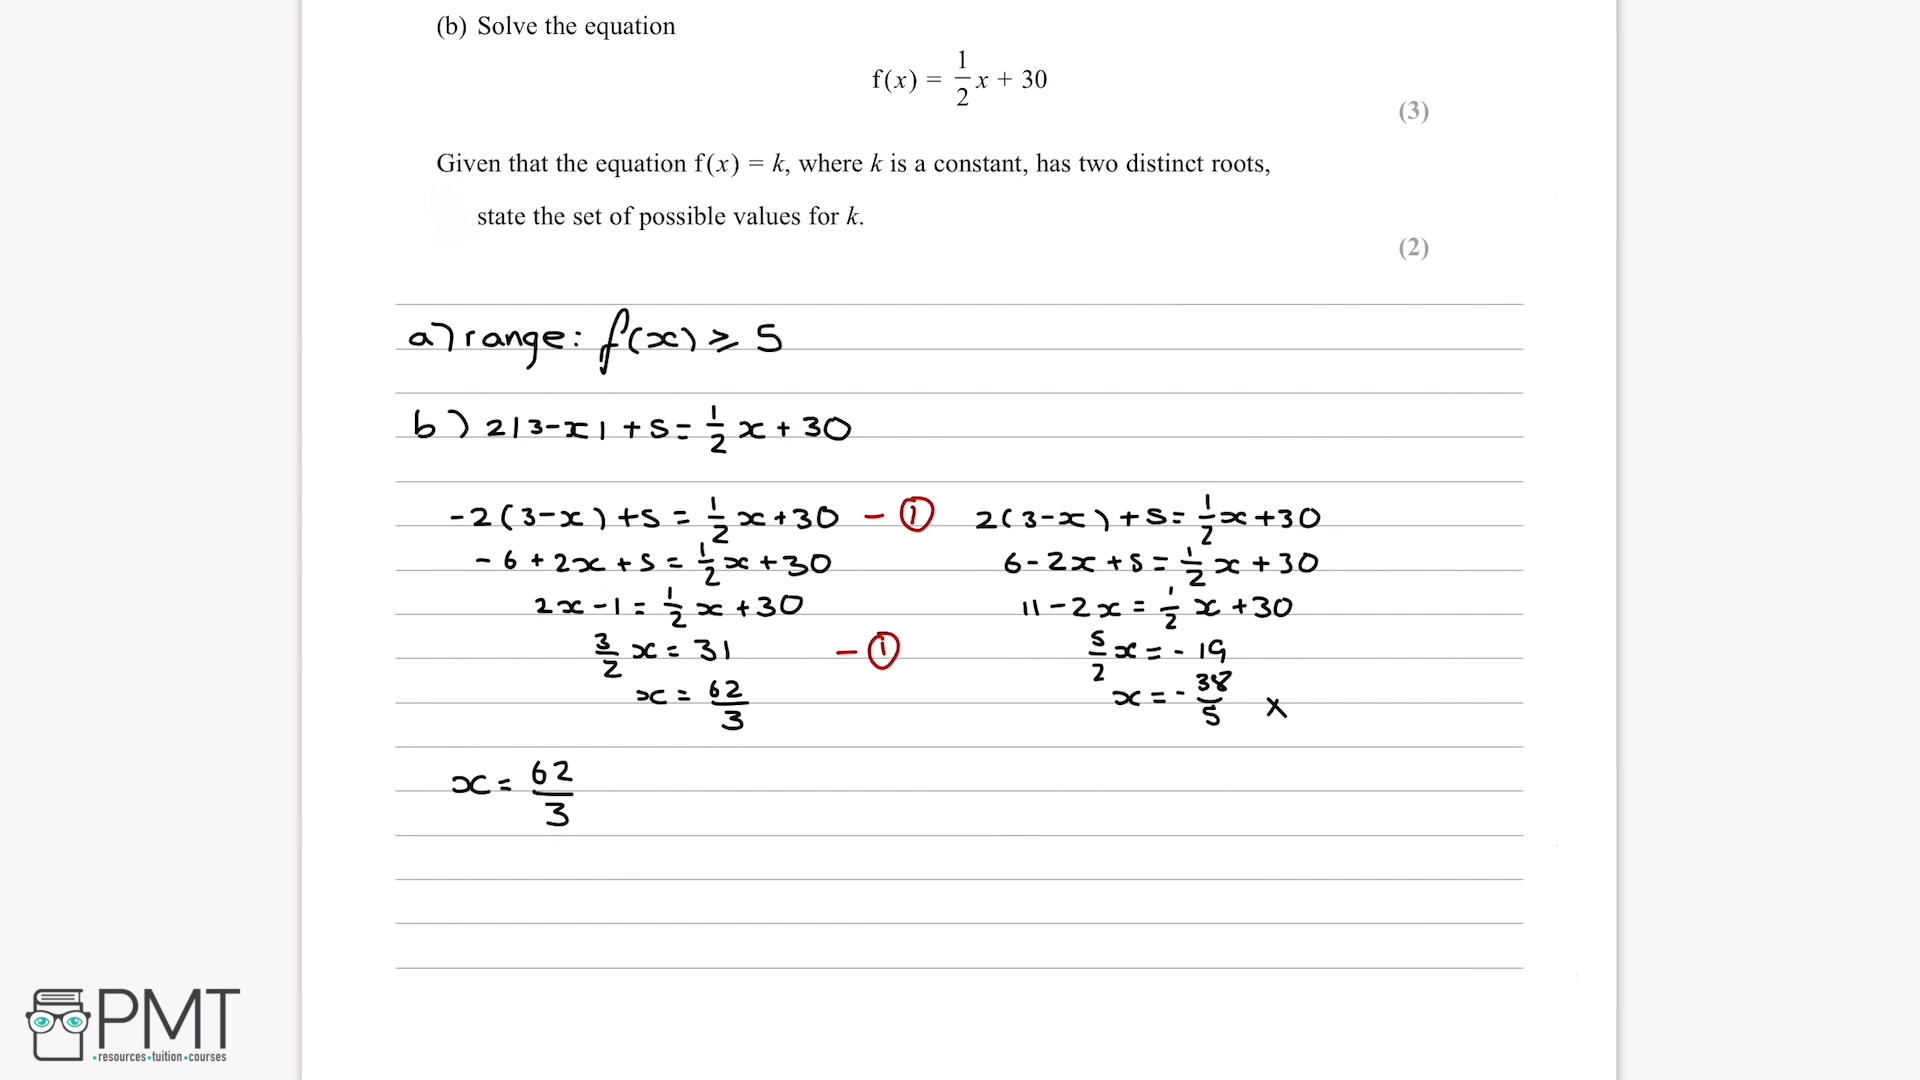 (b) Solve the equation
f(x) = 1/2 x + 30
(3)
Given that the equation f(x) = k, where k is a constant, has two distinct roots,
state the set of possible values for k.
(2)
a) range: f(x) ⩾ 5
b) 2|3-x| + 5 = 1/2 x + 30
-2(3-x) + 5 = 1/2 x + 30 - ① 2(3-x) + 5 = 1/2 x + 30
-6 + 2x + 5 = 1/2 x + 30 6 - 2x + 5 = 1/2 x + 30
2x - 1 = 1/2 x + 30 11 - 2x = 1/2 x + 30
3/2 x = 31 - ① 5/2 x = -19
x = 62/3 x = -38/5 ×
x = 62/3
PMT
•resources•tuition•courses